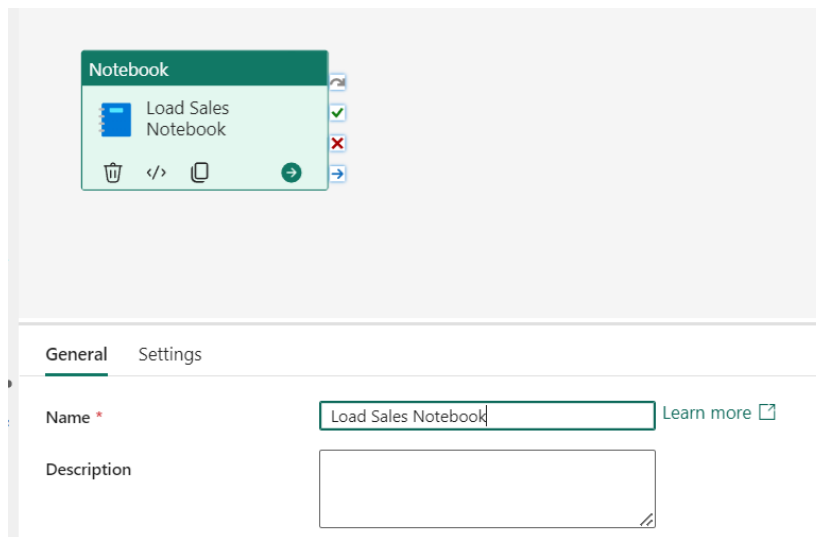 Notebook
Load Sales
Notebook
</>
General Settings
Name * Load Sales Notebook Learn more
Description